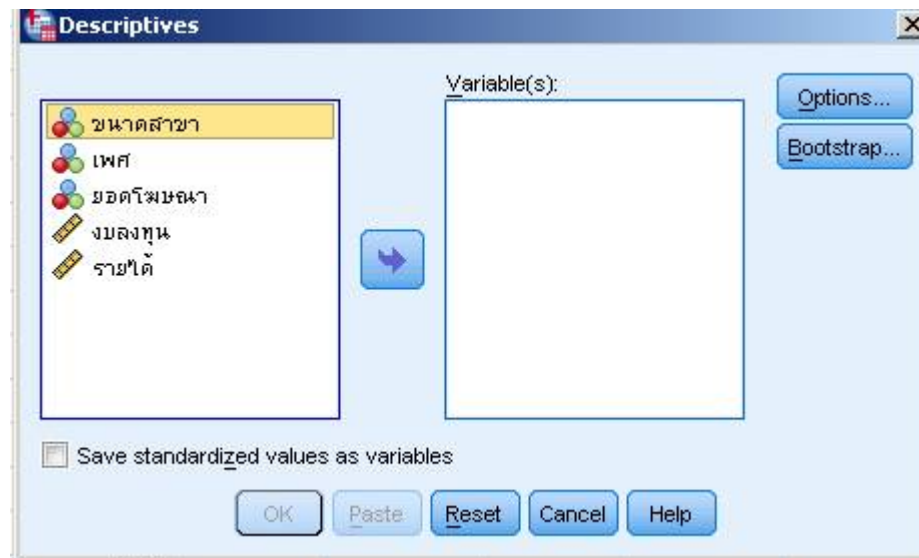 Descriptives
Variable(s):
ขนาดสาขา
เพศ
ยอดโฆษณา
งบลงทุน
รายได้
Options...
Bootstrap...
Save standardized values as variables
OK
Paste
Reset
Cancel
Help